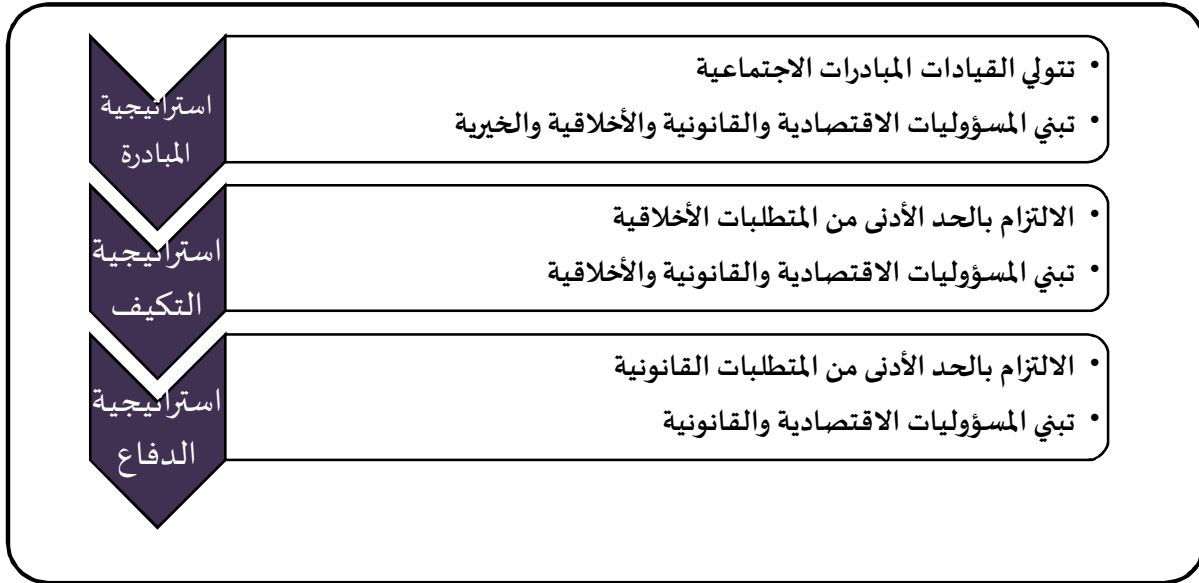 استراتيجية
المبادرة
• تتولي القيادات المبادرات الاجتماعية
• تبني المسؤوليات الاقتصادية والقانونية والأخلاقية والخيرية
استراتيجية
التكيف
• الالتزام بالحد الأدنى من المتطلبات الأخلاقية
• تبني المسؤوليات الاقتصادية والقانونية والأخلاقية
استراتيجية
الدفاع
• الالتزام بالحد الأدنى من المتطلبات القانونية
• تبني المسؤوليات الاقتصادية والقانونية